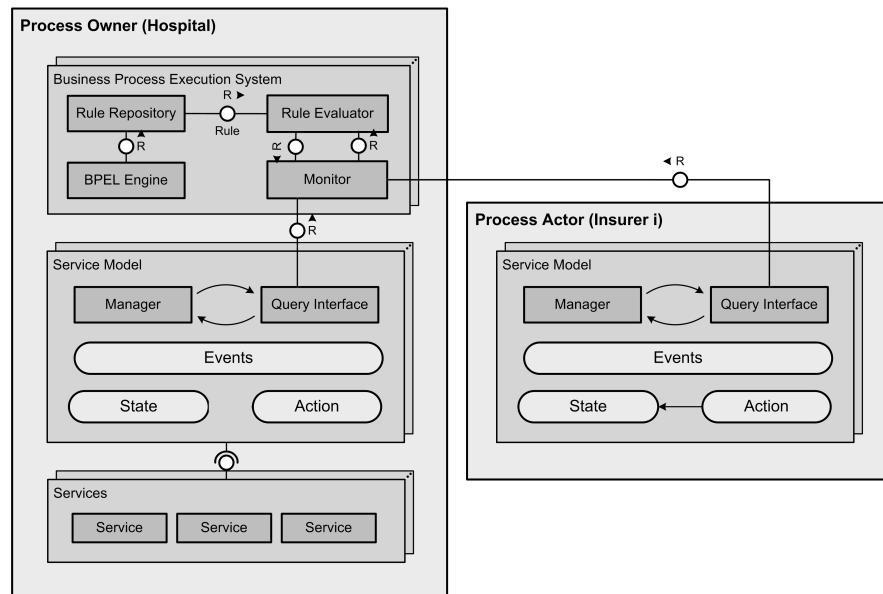 Process Owner (Hospital)
Business Process Execution System
R
Rule Repository
Rule Evaluator
Rule
R
R
R
BPEL Engine
Monitor
R
R
Service Model
Manager
Query Interface
Events
State
Action
Services
Service
Service
Service
Process Actor (Insurer i)
Service Model
Manager
Query Interface
Events
State
Action